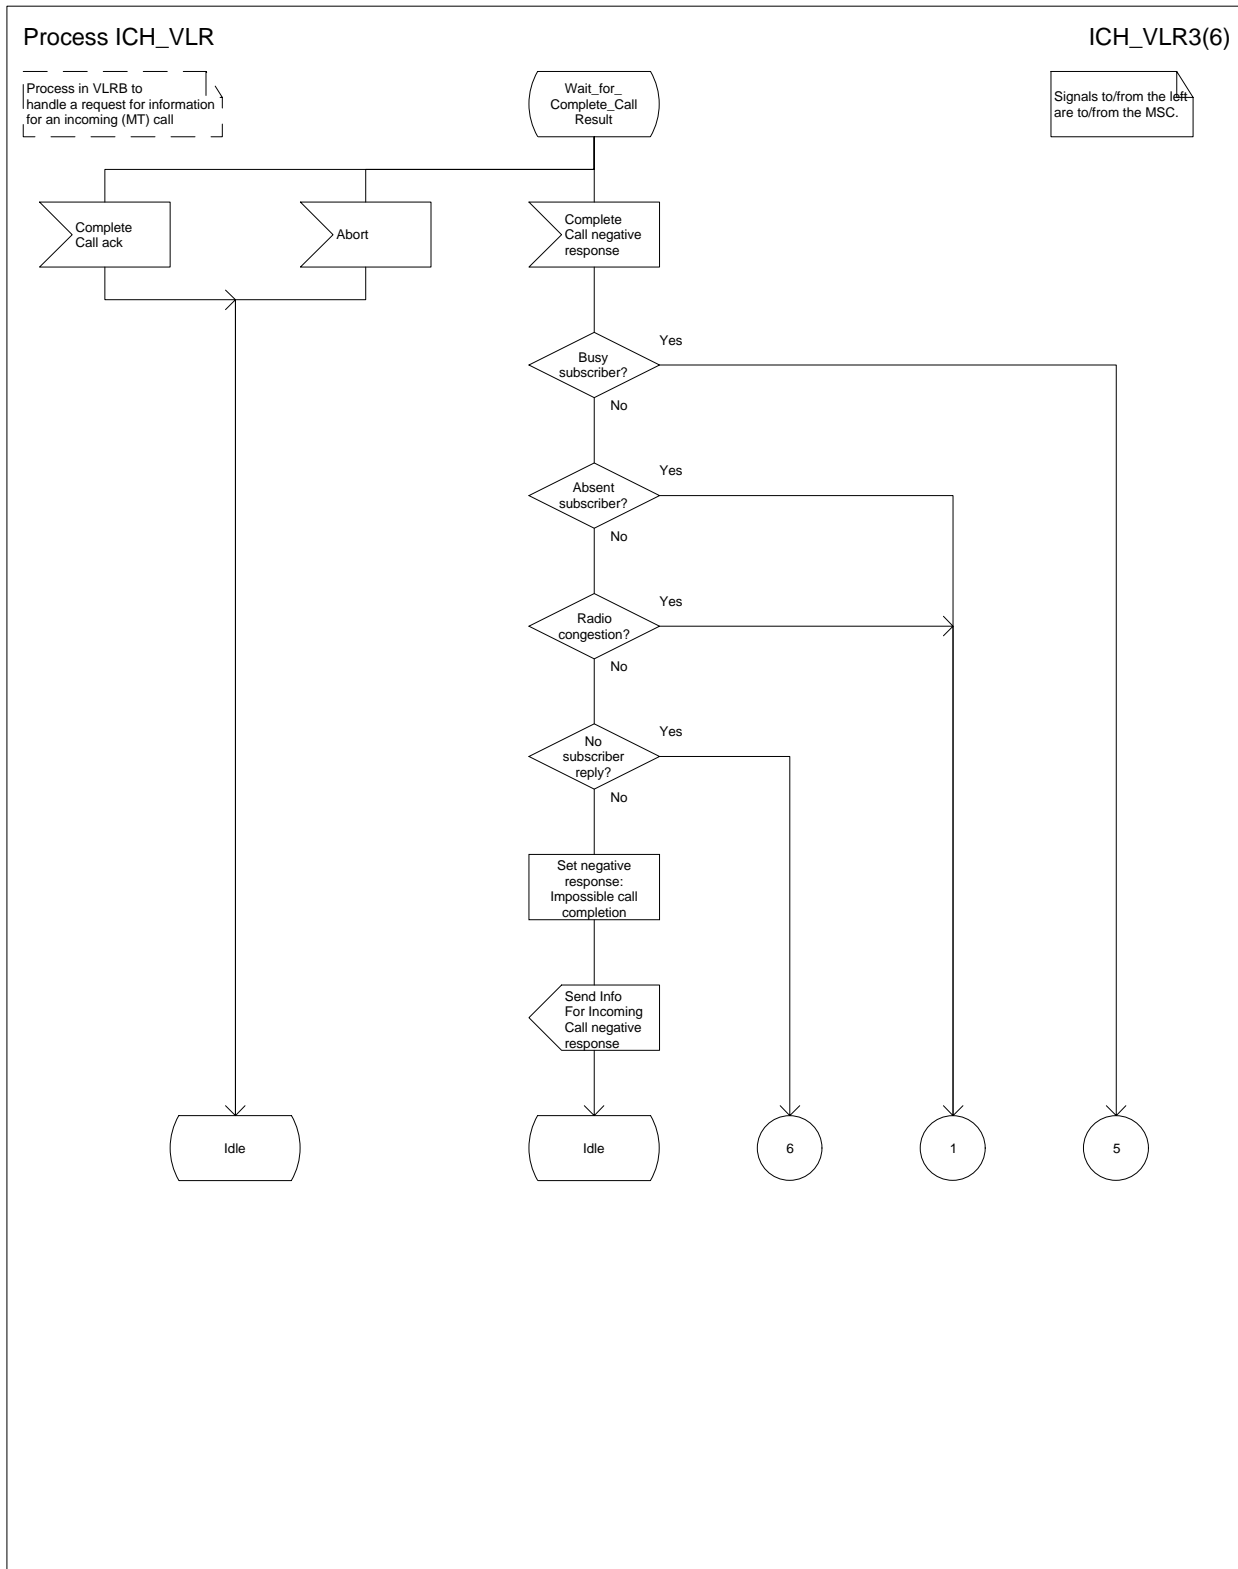 Process ICH_VLR
ICH_VLR3(6)
Process in VLRB to
handle a request for information
for an incoming (MT) call
Wait_for_
Complete_Call
Result
Signals to/from the left
are to/from the MSC.
Complete
Call ack
Abort
Complete
Call negative
response
Yes
Busy
subscriber?
No
Yes
Absent
subscriber?
No
Yes
Radio
congestion?
No
Yes
No
subscriber
reply?
No
Set negative
response:
Impossible call
completion
Send Info
For Incoming
Call negative
response
Idle
Idle
6
1
5